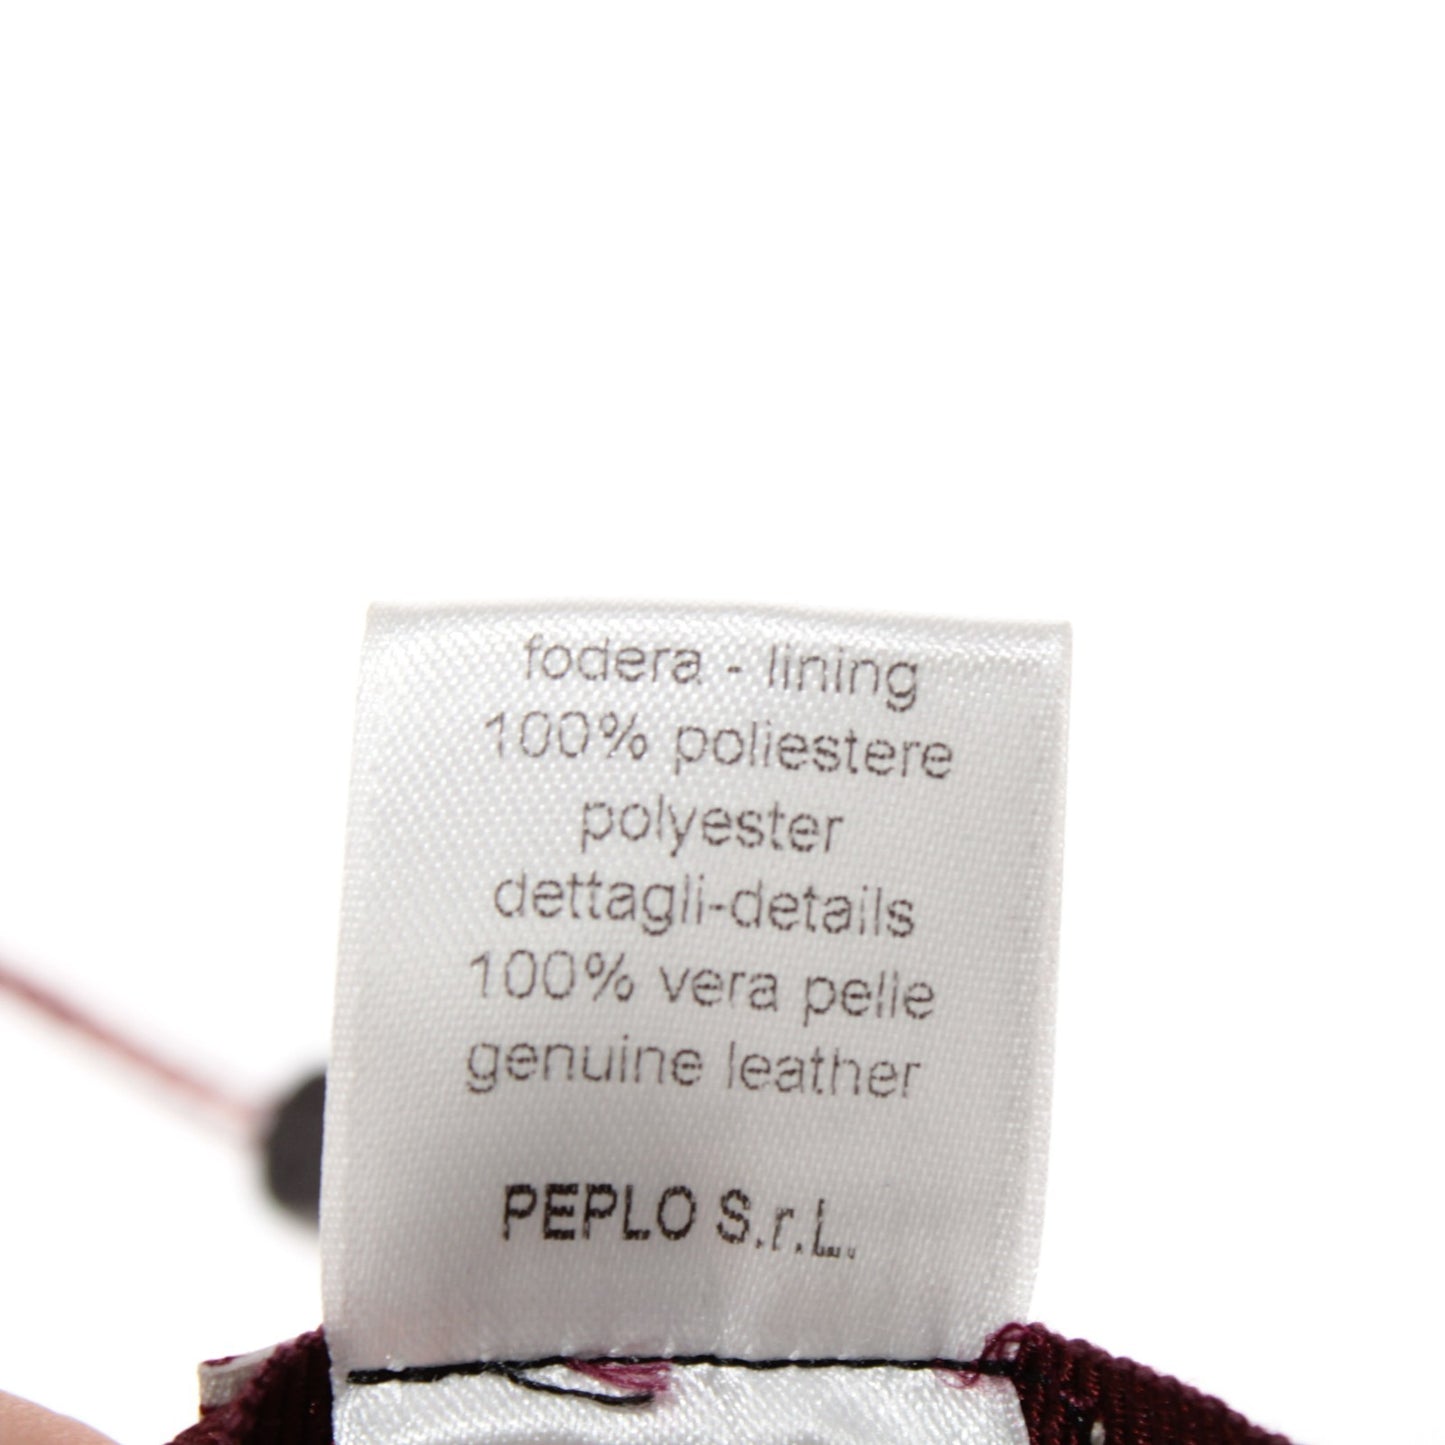 fodera - lining
100% poliestere
polyester
dettagli-details
100% vera pelle
genuine leather
PEPLO S.r.L.